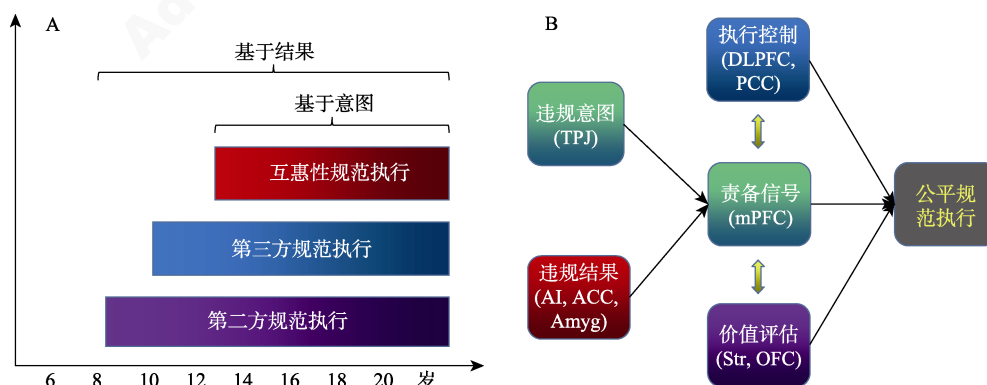 A
基于结果
基于意图
互惠性规范执行
第三方规范执行
第二方规范执行
6 8 10 12 14 16 18 20 岁
B
执行控制
(DLPFC,
PCC)
违规意图
(TPJ)
责备信号
(mPFC)
公平规
范执行
违规结果
(AI, ACC,
Amyg)
价值评估
(Str, OFC)